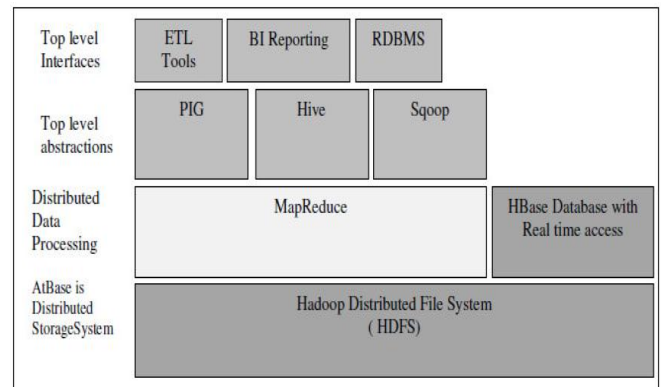 Top level
Interfaces
ETL
Tools
BI Reporting
RDBMS
Top level
abstractions
PIG
Hive
Sqoop
Distributed
Data
Processing
MapReduce
HBase Database with
Real time access
AtBase is
Distributed
StorageSystem
Hadoop Distributed File System
( HDFS)